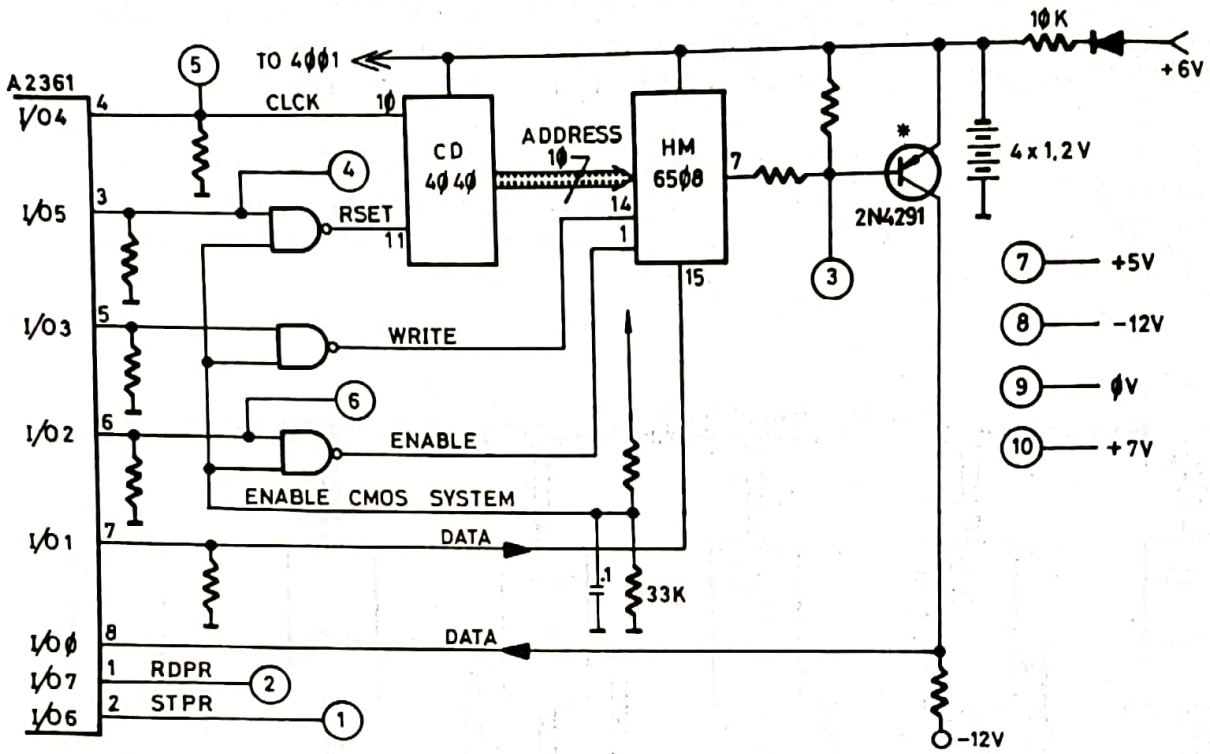 10K
+6V
TO 4001
5
A2361
I/O4
4
CLCK
10
CD
4040
ADDRESS
10
HM
6508
7
*
2N4291
4 x 1,2 V
4
I/O5
3
RSET
11
14
1
15
3
7
+5V
8
-12V
9
0V
10
+7V
I/O3
5
WRITE
6
I/O2
6
ENABLE
ENABLE CMOS SYSTEM
I/O1
7
DATA
.1
33K
I/O0
8
DATA
I/O7
1
RDPR
2
I/O6
2
STPR
1
-12V